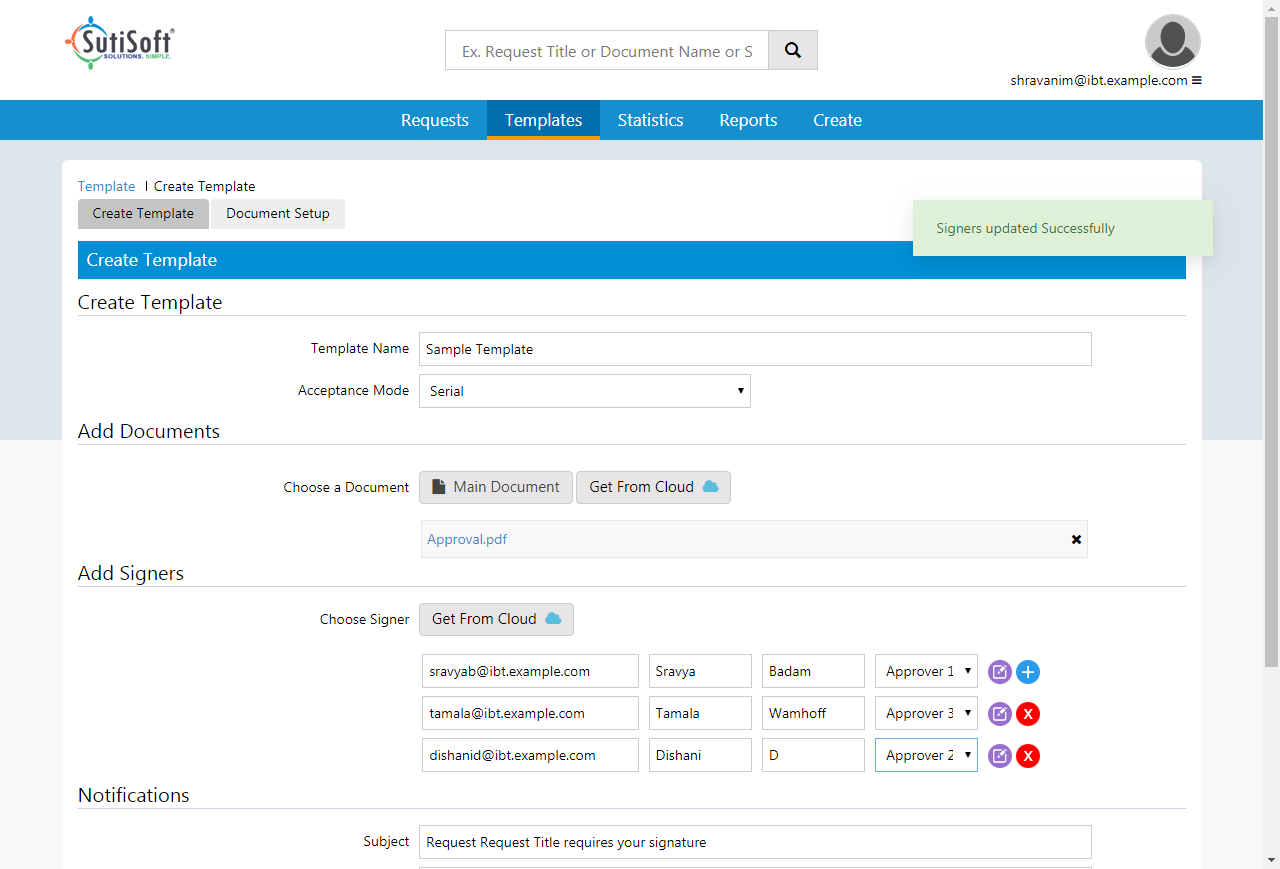 SutiSoft®
SOLUTIONS. SIMPLE.
Ex. Request Title or Document Name or S
shravanim@ibt.example.com
Requests Templates Statistics Reports Create
Template | Create Template
Create Template Document Setup
Signers updated Successfully
Create Template
Create Template
Template Name Sample Template
Acceptance Mode Serial
Add Documents
Choose a Document Main Document Get From Cloud
Approval.pdf
Add Signers
Choose Signer Get From Cloud
sravyab@ibt.example.com Sravya Badam Approver 1
tamala@ibt.example.com Tamala Wamhoff Approver 3 X
dishanid@ibt.example.com Dishani D Approver 2 X
Notifications
Subject Request Request Title requires your signature